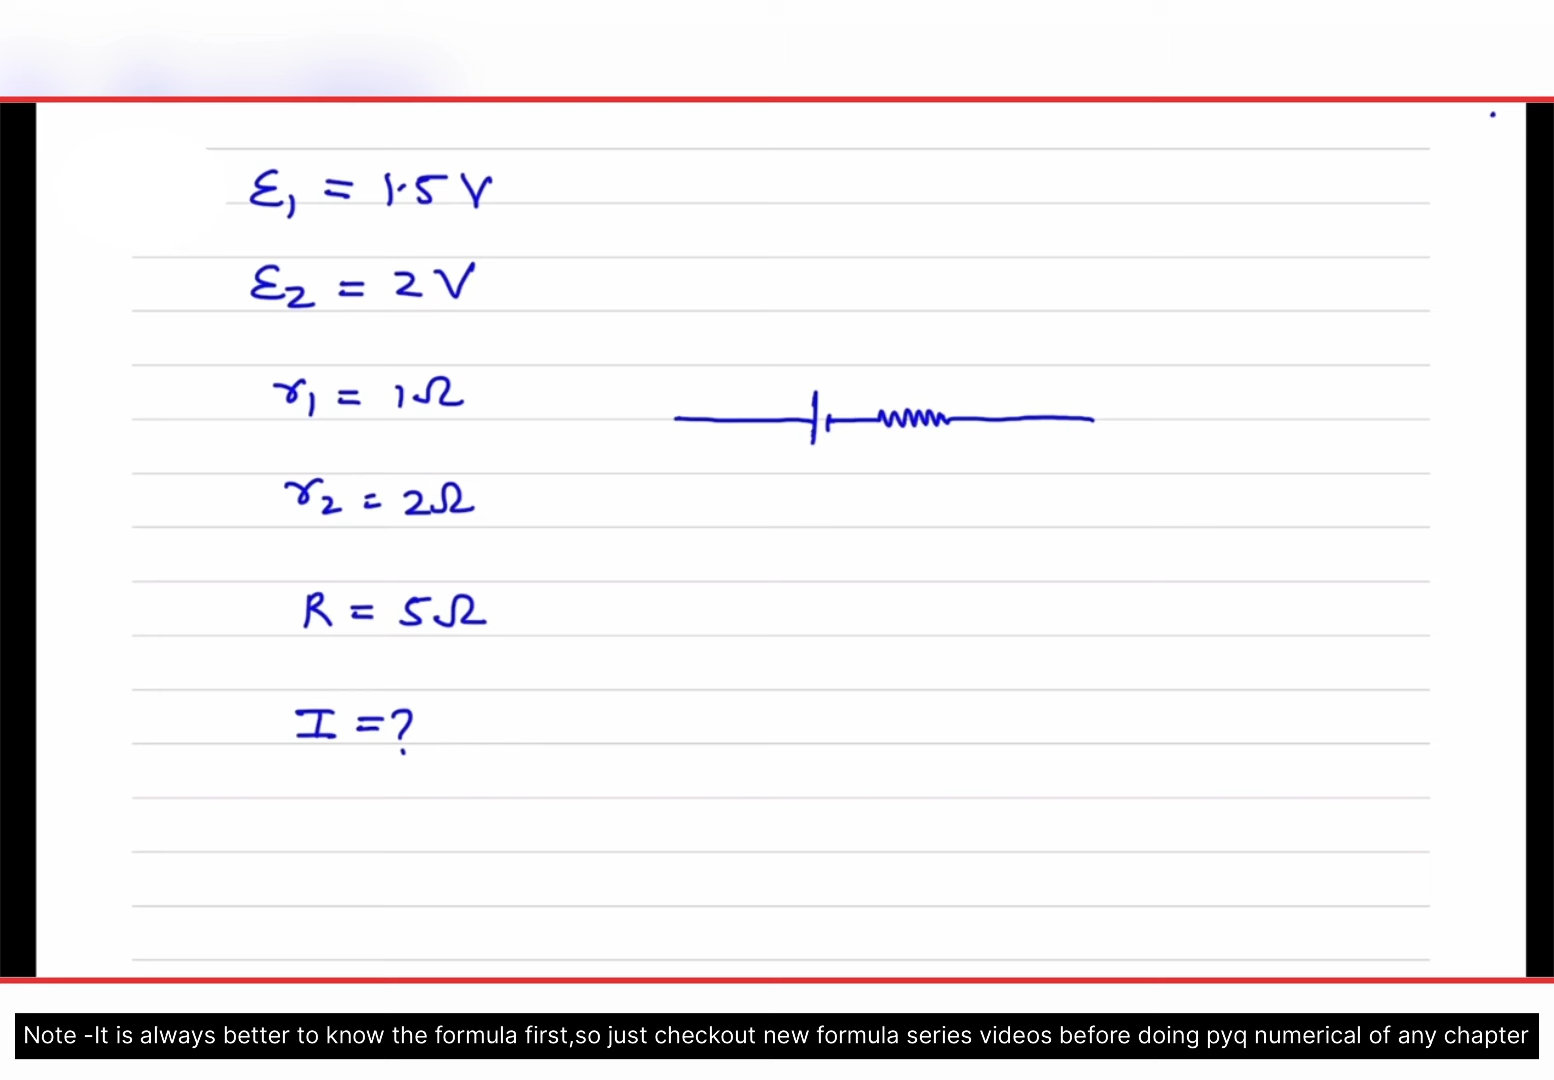 ε₁ = 1.5 V
ε₂ = 2 V
r₁ = 1Ω
r₂ = 2Ω
R = 5Ω
I = ?
Note -It is always better to know the formula first,so just checkout new formula series videos before doing pyq numerical of any chapter